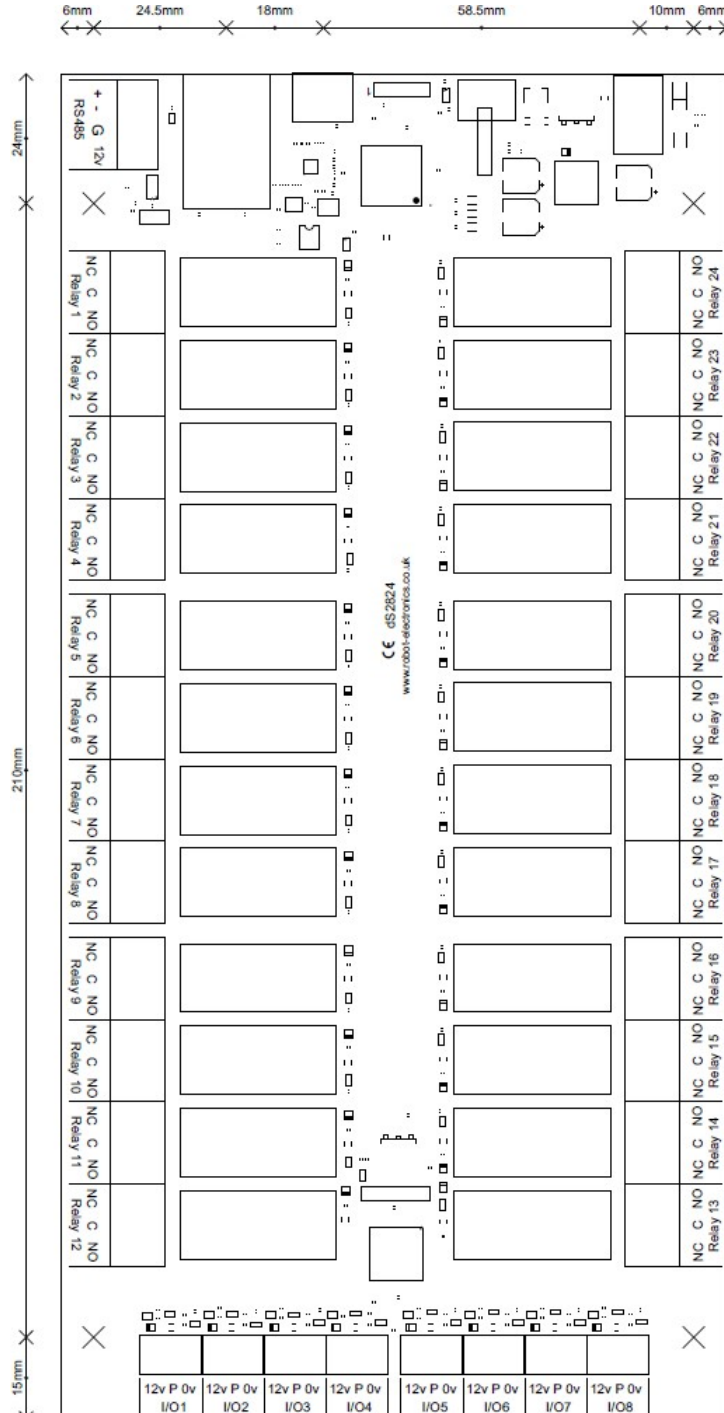 6mm 24.5mm 18mm 58.5mm 10mm 6mm
24mm
210mm
15mm
+ - G 12v
RS485
NC C NO
Relay 1
NC C NO
Relay 2
NC C NO
Relay 3
NC C NO
Relay 4
NC C NO
Relay 5
NC C NO
Relay 6
NC C NO
Relay 7
NC C NO
Relay 8
NC C NO
Relay 9
NC C NO
Relay 10
NC C NO
Relay 11
NC C NO
Relay 12
CE dS2824
www.robot-electronics.co.uk
NC C NO
Relay 24
NC C NO
Relay 23
NC C NO
Relay 22
NC C NO
Relay 21
NC C NO
Relay 20
NC C NO
Relay 19
NC C NO
Relay 18
NC C NO
Relay 17
NC C NO
Relay 16
NC C NO
Relay 15
NC C NO
Relay 14
NC C NO
Relay 13
12v P 0v 12v P 0v 12v P 0v 12v P 0v 12v P 0v 12v P 0v 12v P 0v 12v P 0v
I/O1 I/O2 I/O3 I/O4 I/O5 I/O6 I/O7 I/O8